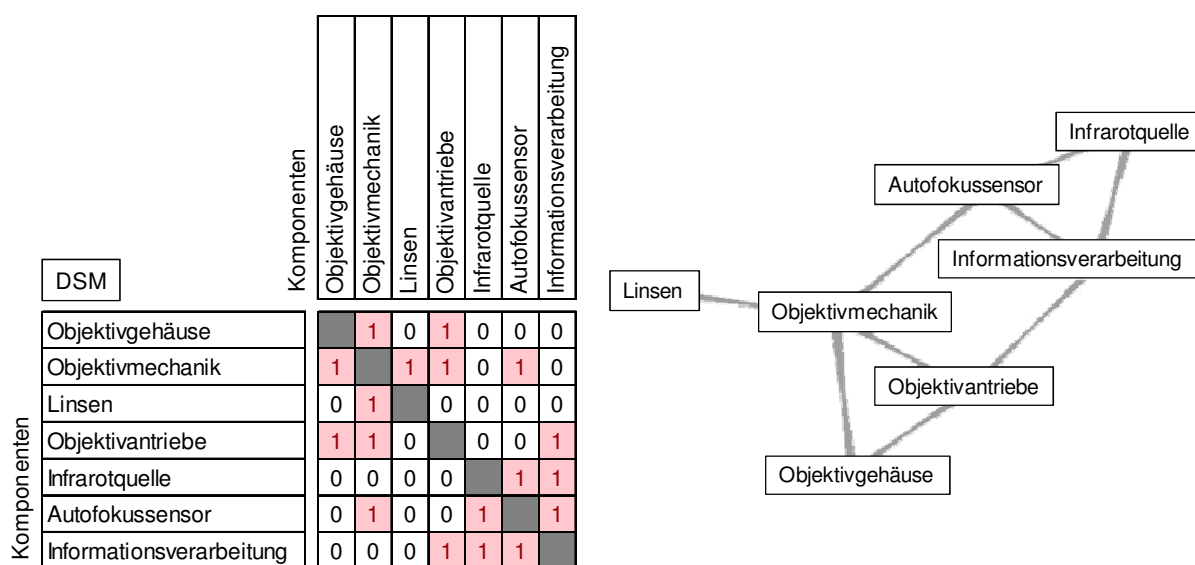 Komponenten
Objektivgehäuse
Objektivmechanik
Linsen
Objektivantriebe
Infrarotquelle
Autofokussensor
Informationsverarbeitung
DSM
Komponenten
Objektivgehäuse 1 0 1 0 0 0
Objektivmechanik 1 1 1 0 1 0
Linsen 0 1 0 0 0 0
Objektivantriebe 1 1 0 0 0 1
Infrarotquelle 0 0 0 0 1 1
Autofokussensor 0 1 0 0 1 1
Informationsverarbeitung 0 0 0 1 1 1
Infrarotquelle
Autofokussensor
Informationsverarbeitung
Linsen
Objektivmechanik
Objektivantriebe
Objektivgehäuse